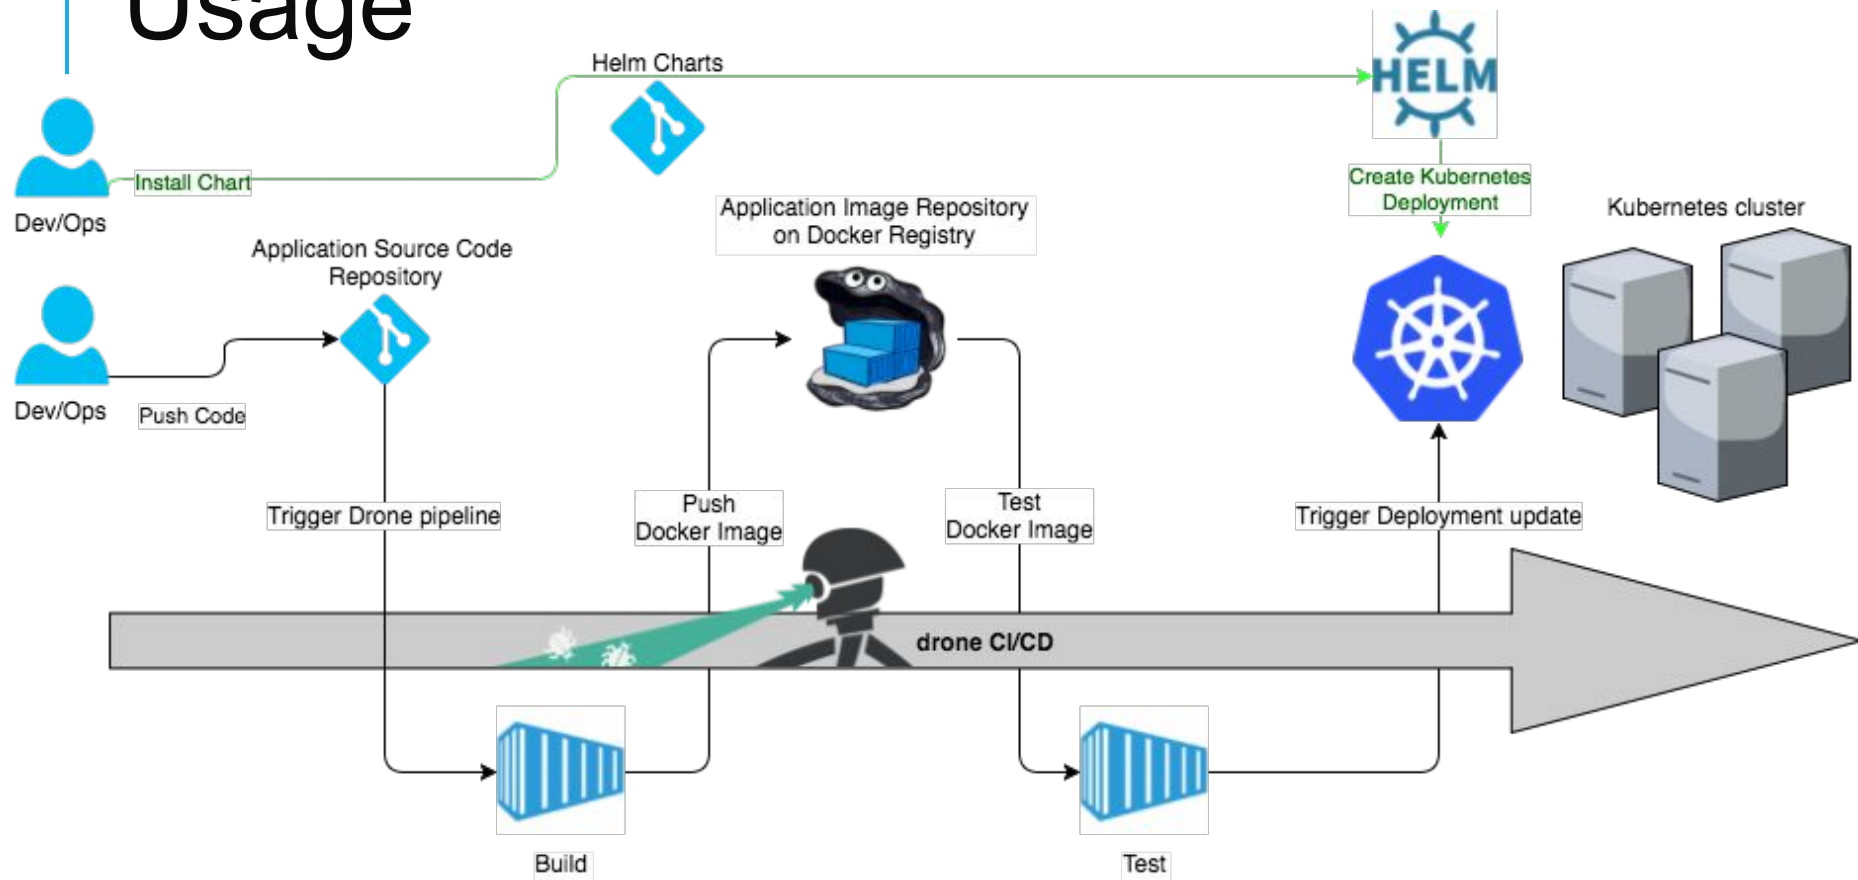 Usage
Helm Charts
HELM
Install Chart
Dev/Ops
Create Kubernetes
Deployment
Kubernetes cluster
Application Image Repository
on Docker Registry
Application Source Code
Repository
Dev/Ops
Push Code
Trigger Drone pipeline
Push
Docker Image
Test
Docker Image
Trigger Deployment update
drone CI/CD
Build
Test